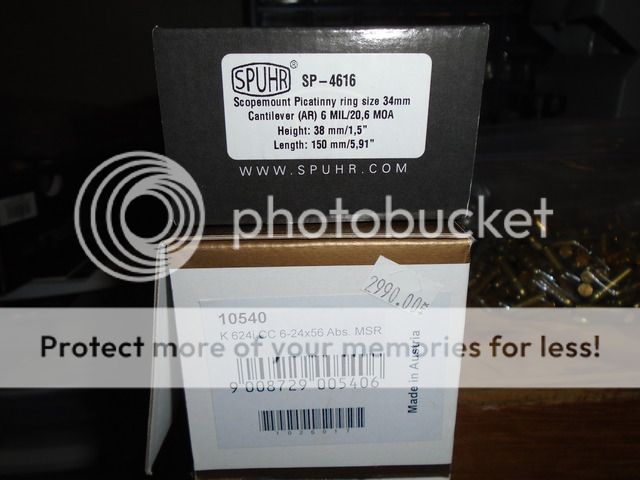 SPUHR® SP-4616
Scopemount Picatinny ring size 34mm
Cantilever (AR) 6 MIL/20,6 MOA
Height: 38 mm/1,5"
Length: 150 mm/5,91"
WWW.SPUHR.COM
photobucket
2990.00
10540
K 624i CC 6-24x56 Abs. MSR
Protect more of your memories for less!
9 008729 005406
Made in Austria
1026917